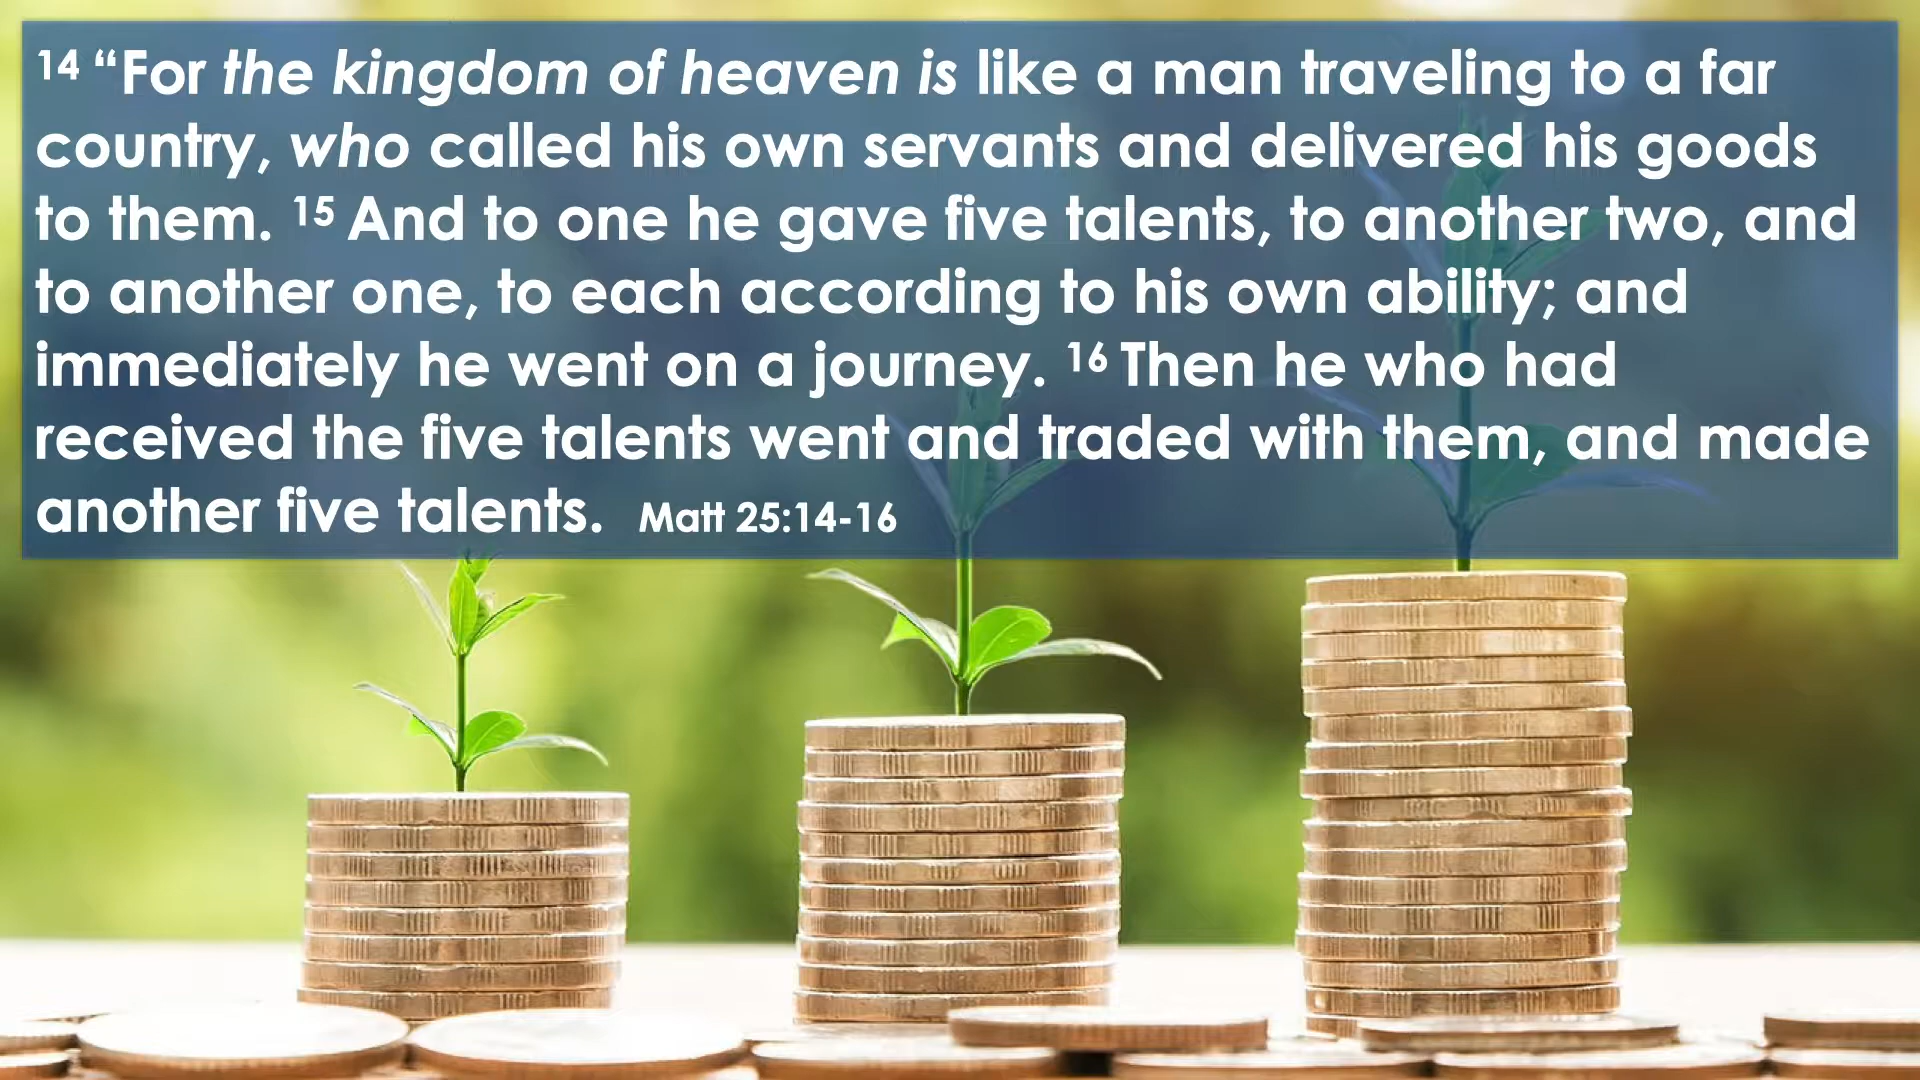 14 “For the kingdom of heaven is like a man traveling to a far
country, who called his own servants and delivered his goods
to them. 15 And to one he gave five talents, to another two, and
to another one, to each according to his own ability; and
immediately he went on a journey. 16 Then he who had
received the five talents went and traded with them, and made
another five talents. Matt 25:14-16